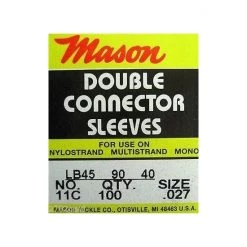 Mason
DOUBLE
CONNECTOR
SLEEVES
FOR USE ON
NYLOSTRAND MULTISTRAND MONO
LB45 90 40
NO. QTY. SIZE
11C 100 .027
MASON TACKLE CO., OTISVILLE, MI 48463 U.S.A.